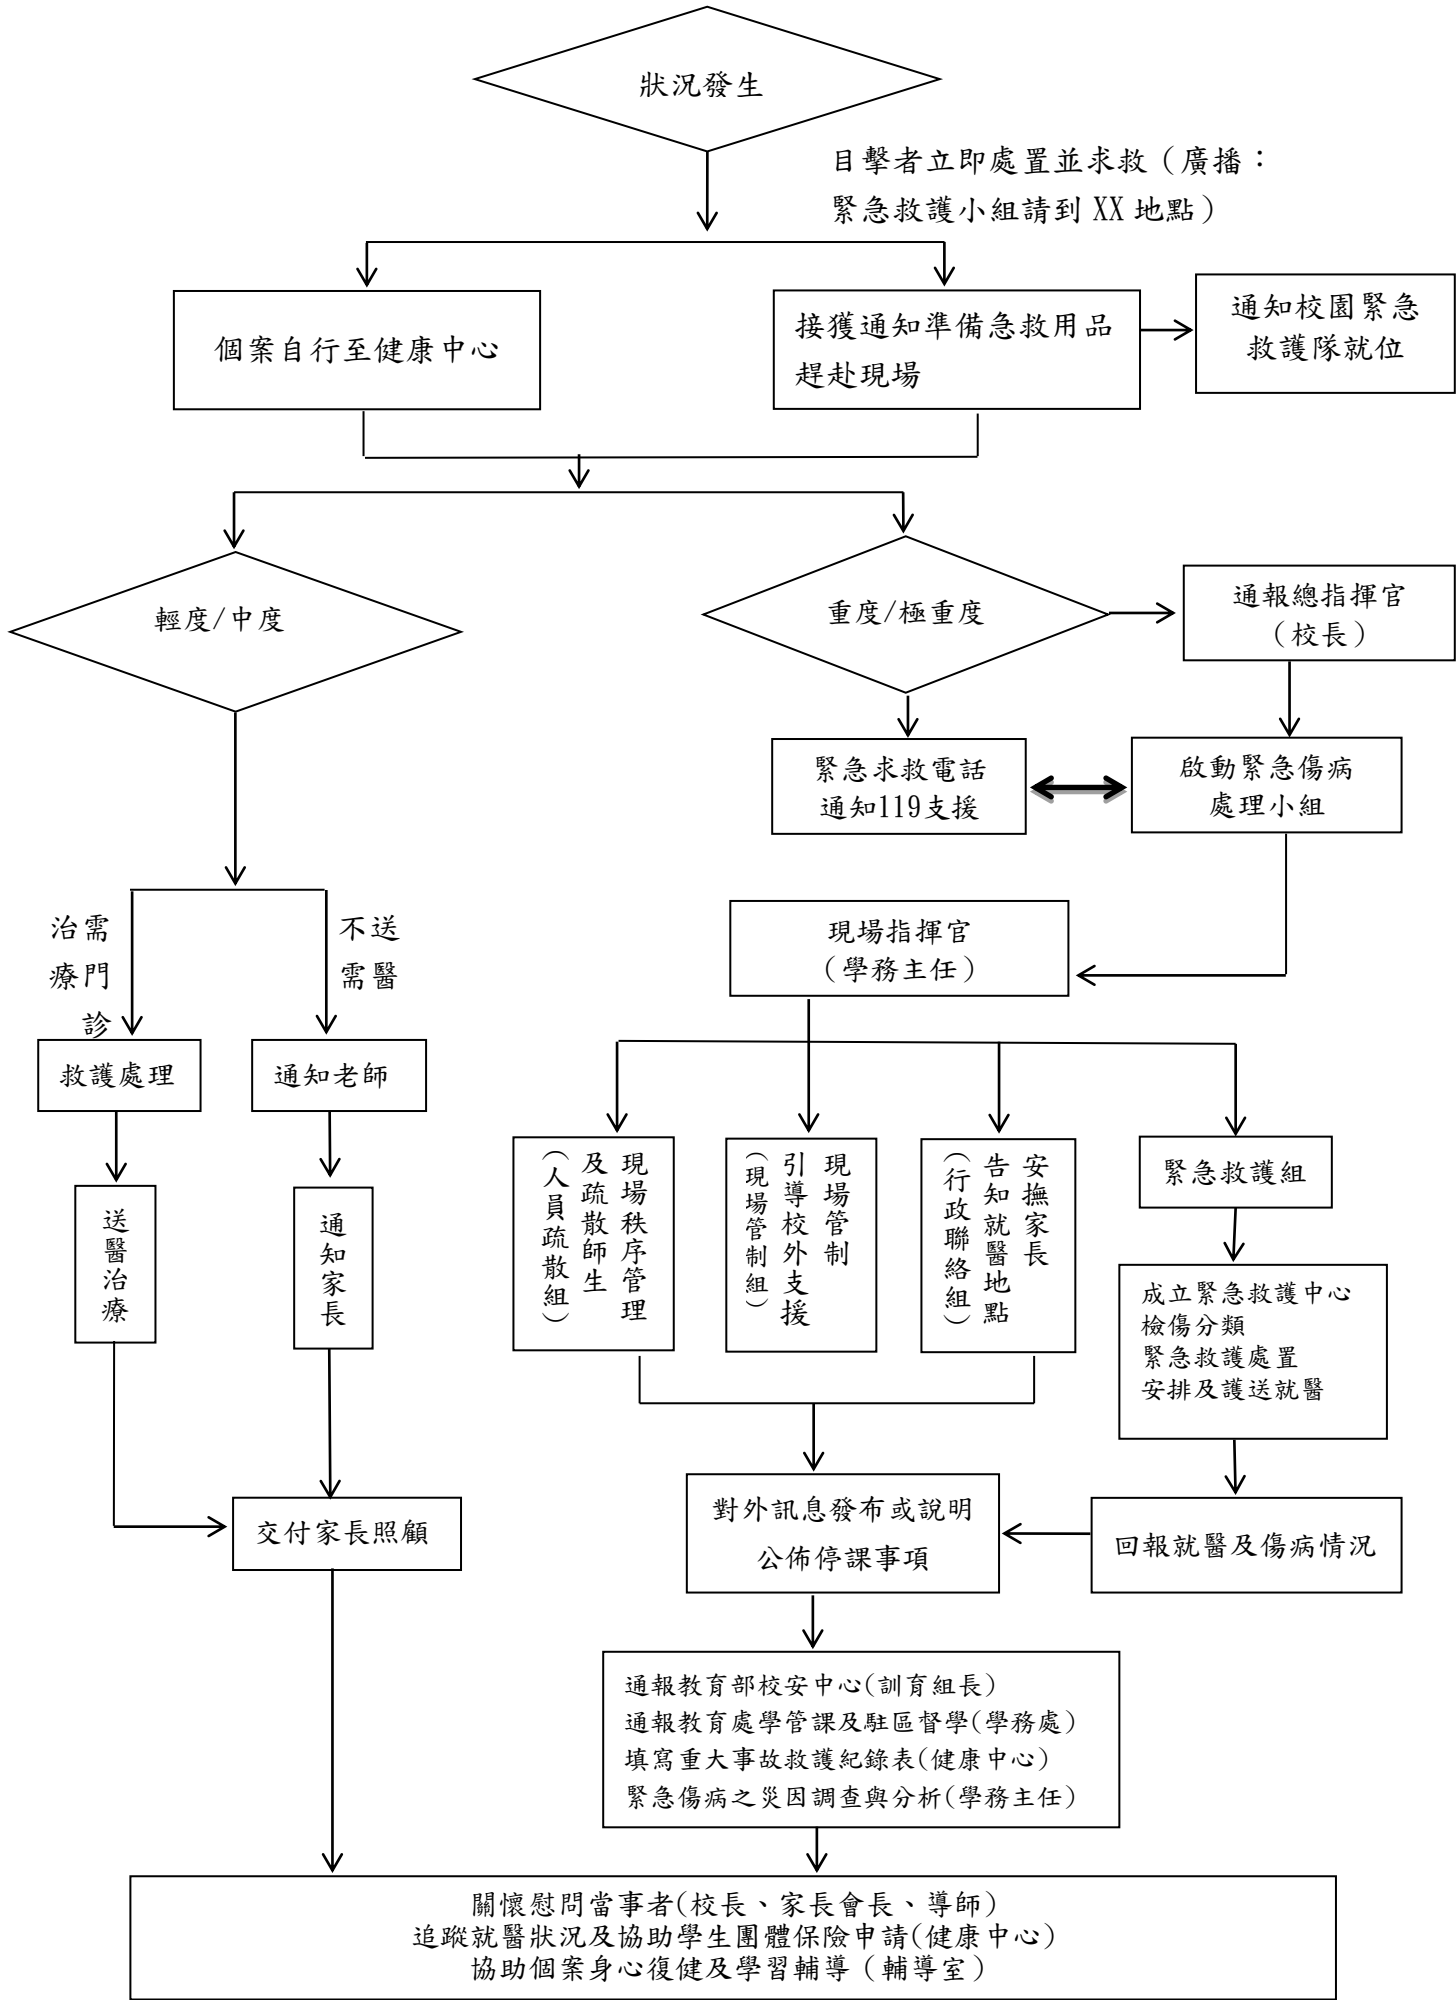 狀況發生
目擊者立即處置並求救（廣播：
緊急救護小組請到 XX 地點）
個案自行至健康中心
接獲通知準備急救用品
趕赴現場
通知校園緊急
救護隊就位
輕度/中度
重度/極重度
通報總指揮官
（校長）
緊急求救電話
通知119支援
啟動緊急傷病
處理小組
治需
療門
診
不送
需醫
現場指揮官
（學務主任）
救護處理
通知老師
送醫治療
通知家長
現場秩序管理
及疏散師生
（人員疏散組）
現場管制
引導校外支援
（現場管制組）
安撫家長
告知就醫地點
（行政聯絡組）
緊急救護組
成立緊急救護中心
檢傷分類
緊急救護處置
安排及護送就醫
交付家長照顧
對外訊息發布或說明
公佈停課事項
回報就醫及傷病情況
通報教育部校安中心(訓育組長)
通報教育處學管課及駐區督學(學務處)
填寫重大事故救護紀錄表(健康中心)
緊急傷病之災因調查與分析(學務主任)
關懷慰問當事者(校長、家長會長、導師)
追蹤就醫狀況及協助學生團體保險申請(健康中心)
協助個案身心復健及學習輔導（輔導室）